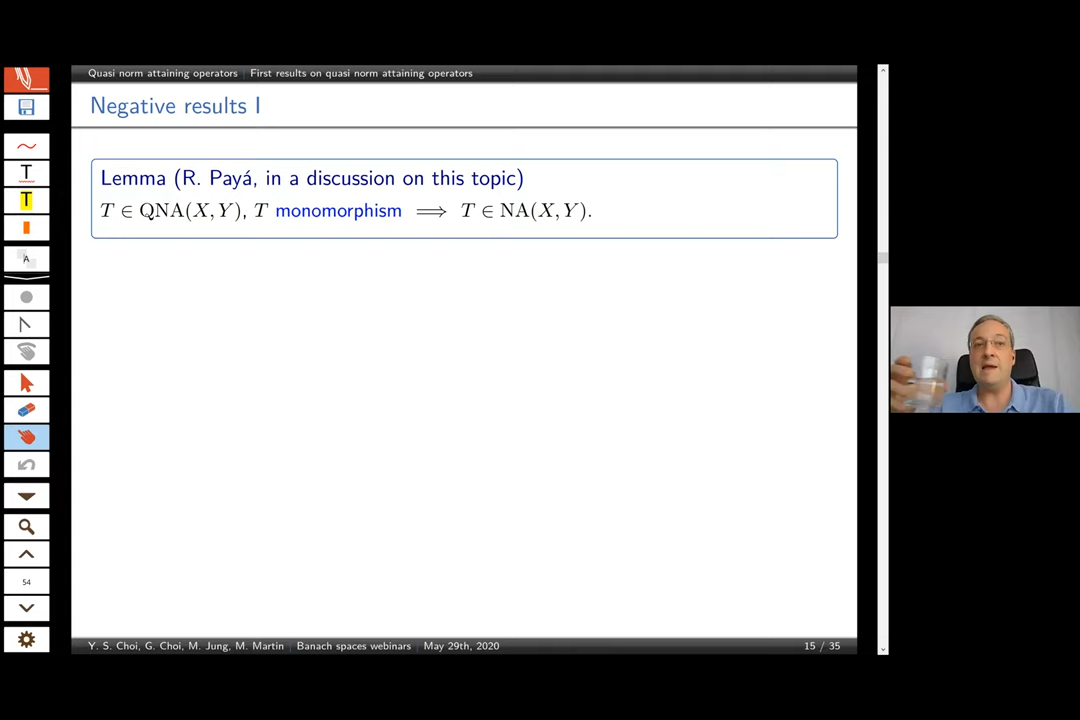 Quasi norm attaining operators | First results on quasi norm attaining operators
Negative results I
Lemma (R. Payá, in a discussion on this topic)
T ∈ QNA(X, Y), T monomorphism ⟹ T ∈ NA(X, Y).
T
T
A
54
Y. S. Choi, G. Choi, M. Jung, M. Martín | Banach spaces webinars | May 29th, 2020 15 / 35